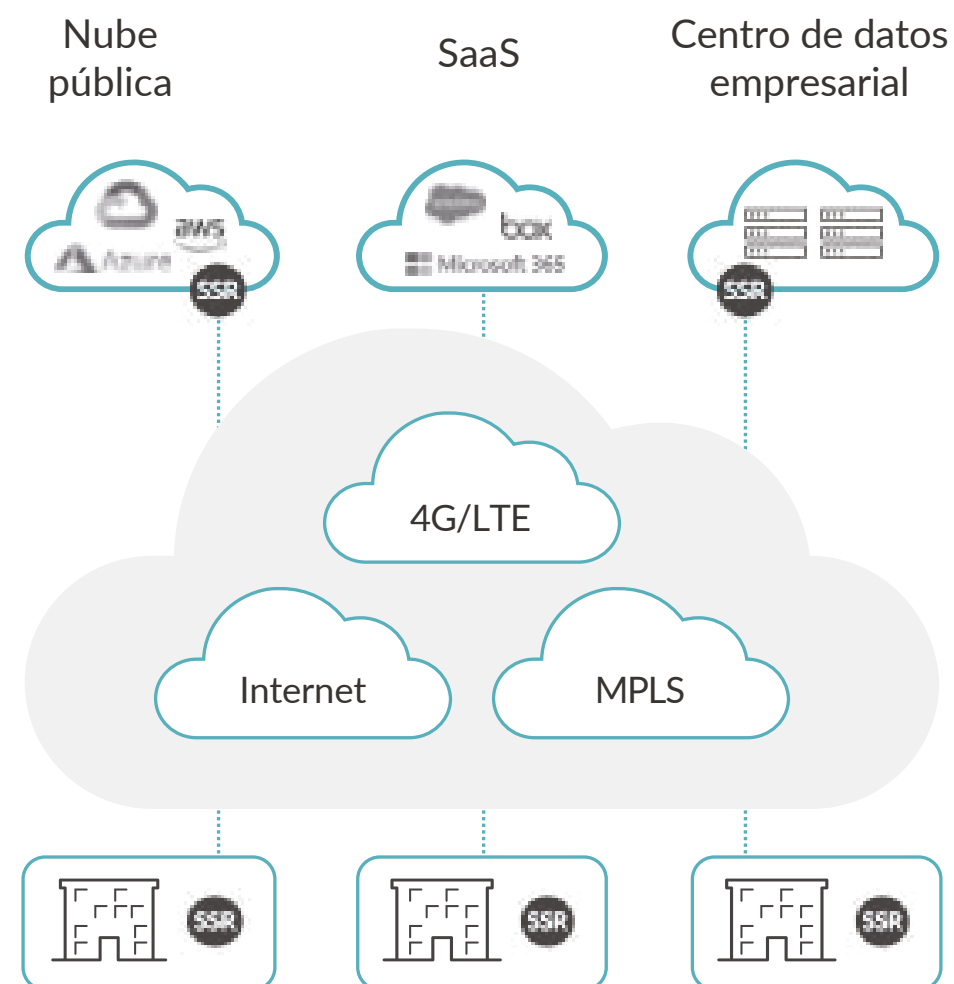 Nube
pública
SaaS
Centro de datos
empresarial
aws
Azure
SSR
box
Microsoft 365
SSR
4G/LTE
Internet
MPLS
SSR
SSR
SSR